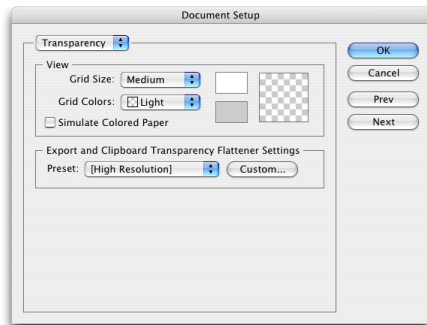 Document Setup
Transparency
OK
Cancel
Prev
Next
View
Grid Size: Medium
Grid Colors: Light
Simulate Colored Paper
Export and Clipboard Transparency Flattener Settings
Preset: [High Resolution] Custom...